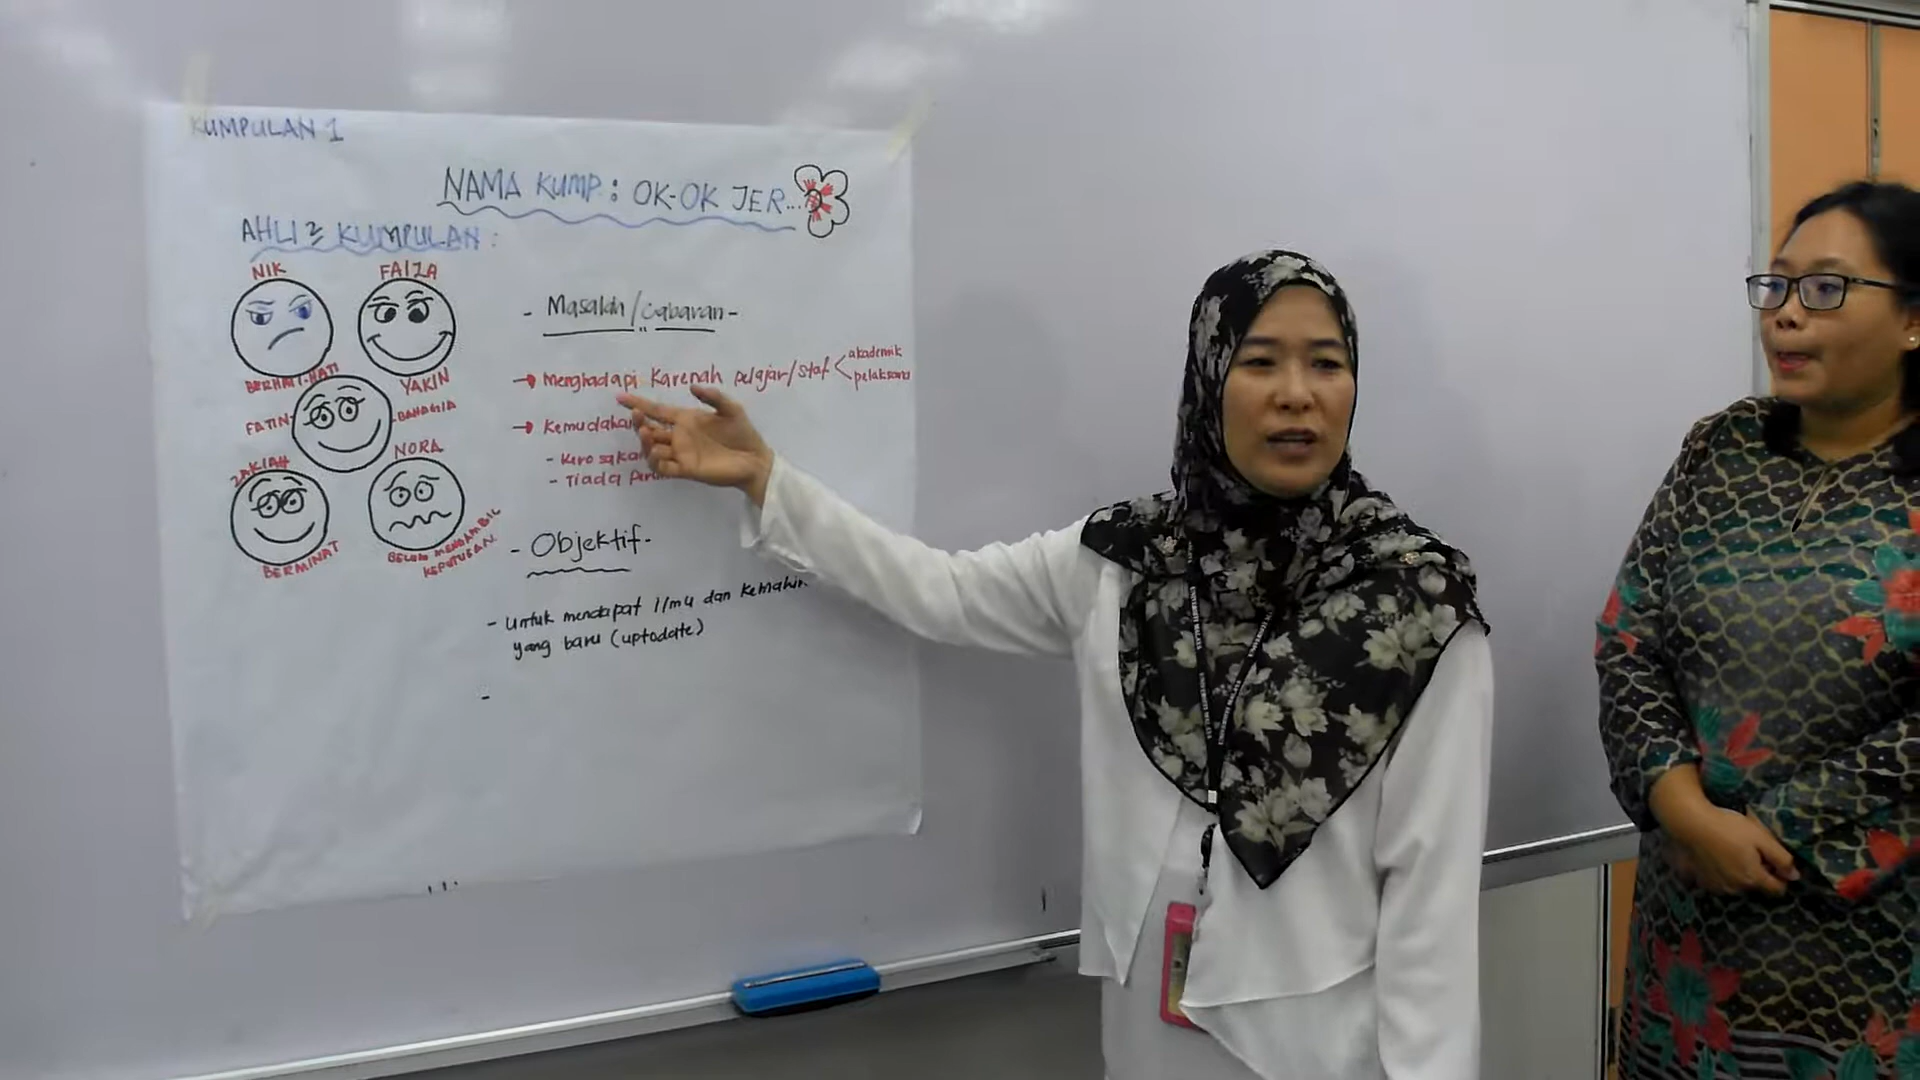 KUMPULAN 1
NAMA KUMP : OK-OK JER...
AHLI2 KUMPULAN :
NIK
BERHATI-HATI
FAIZA
YAKIN
FATIN
BAHAGIA
ZAKIAH
BERMINAT
NORA
BELUM MENGAMBIL
KEPUTUSAN
- Masalah / Cabaran -
→ Menghadapi Karenah pelajar/staf < akademik
pelaksana
→ Kemudahan
- Kerosakan
- Tiada
- Objektif -
- Untuk mendapat ilmu dan Kemahiran
yang baru (uptodate)
-